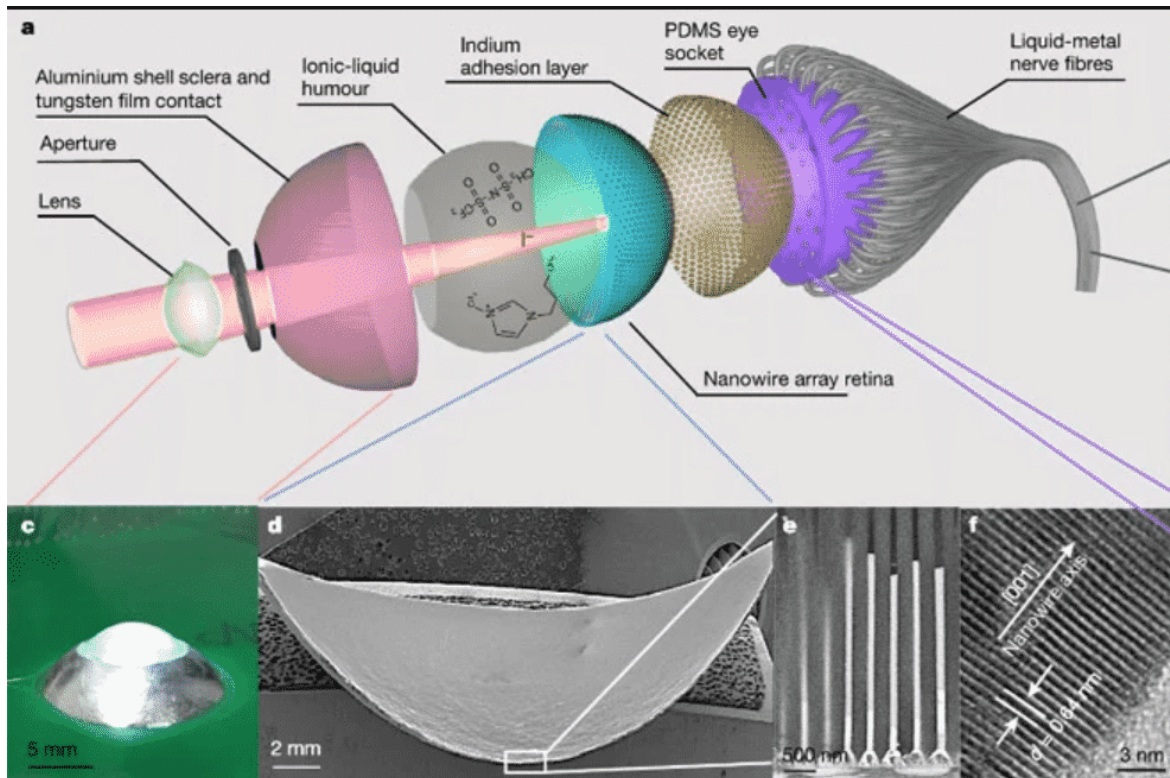 a
Aluminium shell sclera and
tungsten film contact
Ionic-liquid
humour
Indium
adhesion layer
PDMS eye
socket
Liquid-metal
nerve fibres
Aperture
Lens
Nanowire array retina
c
5 mm
d
2 mm
e
500 nm
f
[001]
Nanowire axis
d = 0.64 nm
3 nm